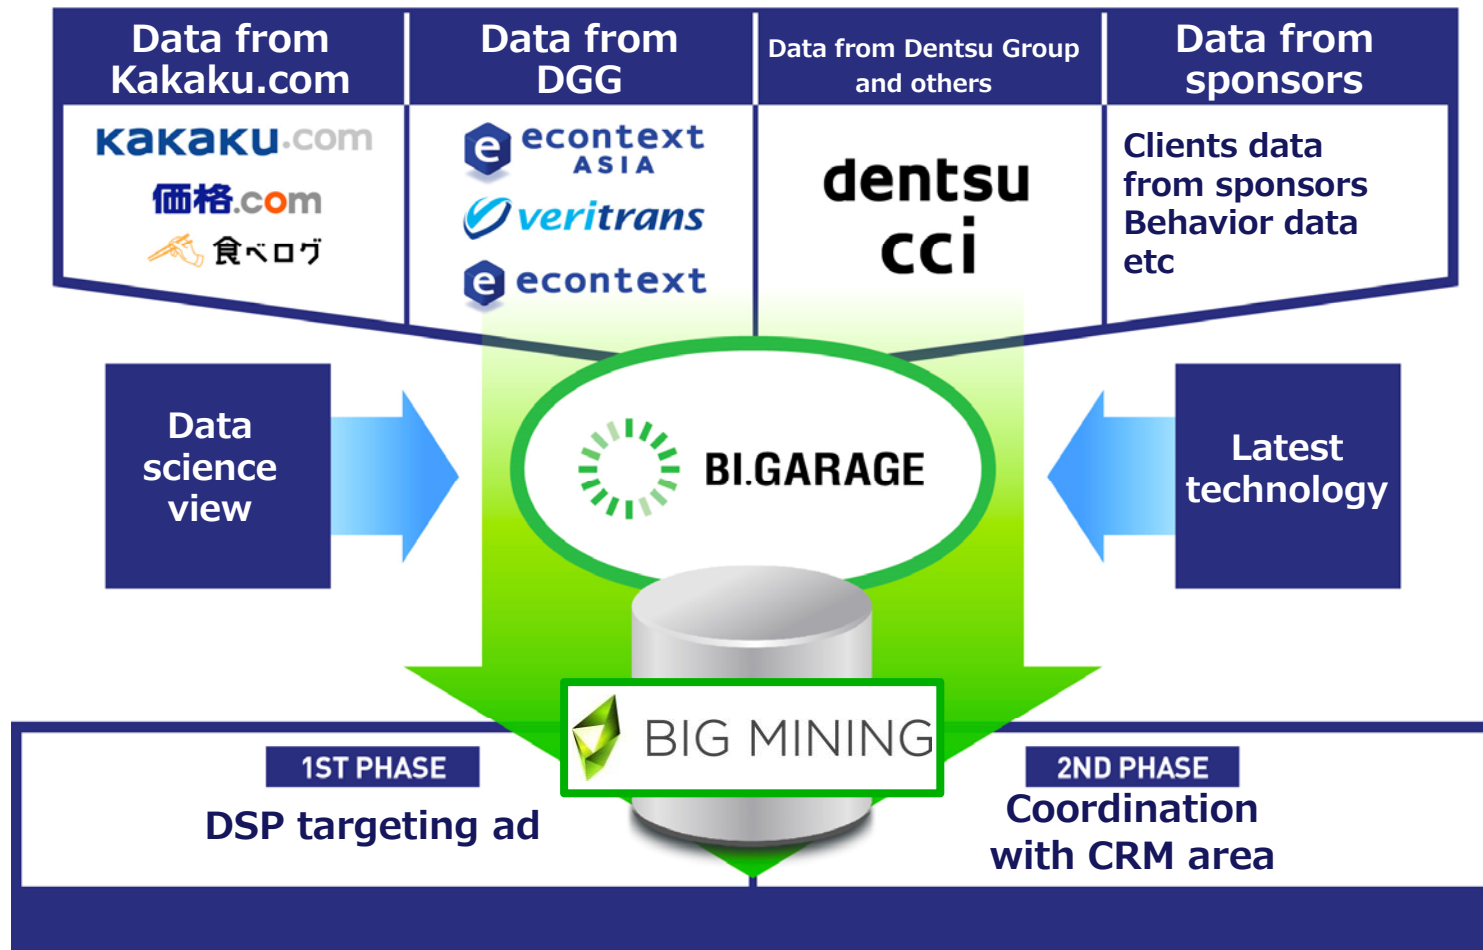 Data from
Kakaku.com
Data from
DGG
Data from Dentsu Group
and others
Data from
sponsors
kakaku.com
価格.com
食べログ
econtext
ASIA
veritrans
econtext
dentsu
cci
Clients data
from sponsors
Behavior data
etc
Data
science
view
BI.GARAGE
Latest
technology
BIG MINING
1ST PHASE
DSP targeting ad
2ND PHASE
Coordination
with CRM area